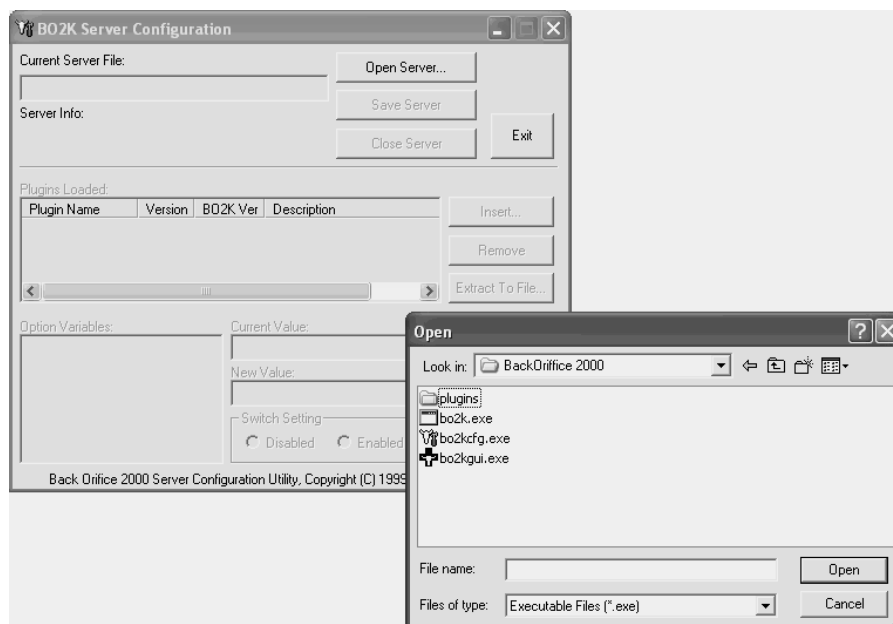 BO2K Server Configuration
Current Server File:
Open Server...
Save Server
Server Info:
Close Server
Exit
Plugins Loaded:
Plugin Name Version BO2K Ver Description
Insert...
Remove
Extract To File...
Option Variables:
Current Value:
New Value:
Switch Setting
Disabled Enabled
Back Orifice 2000 Server Configuration Utility, Copyright (C) 1999
Open
Look in: BackOriffice 2000
plugins
bo2k.exe
bo2kcfg.exe
bo2kgui.exe
File name:
Open
Files of type: Executable Files (*.exe)
Cancel